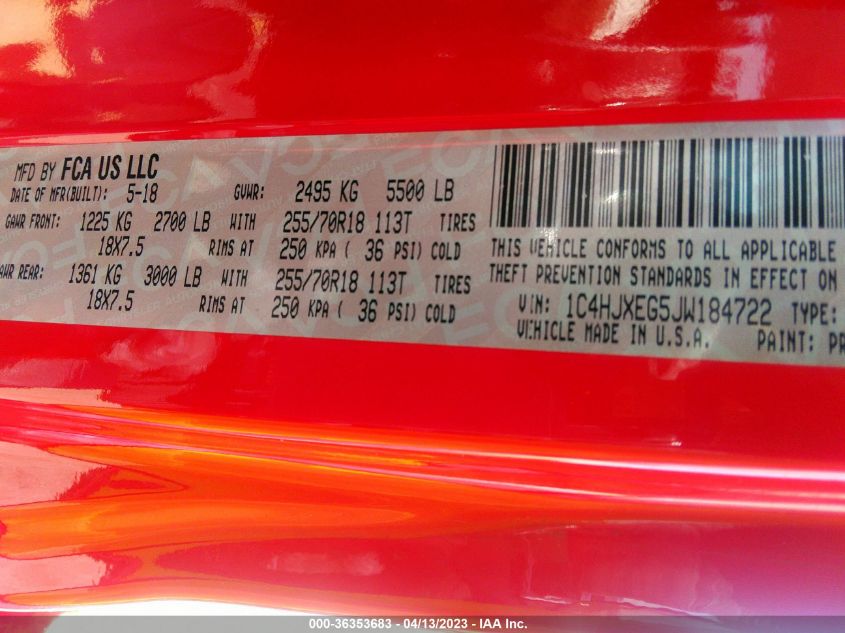 MFD BY FCA US LLC
DATE OF MFR(BUILT): 5-18 GVWR: 2495 KG 5500 LB
GAWR FRONT: 1225 KG 2700 LB WITH 255/70R18 113T TIRES
18X7.5 RIMS AT 250 KPA ( 36 PSI) COLD
AWR REAR: 1361 KG 3000 LB WITH 255/70R18 113T TIRES
18X7.5 RIMS AT 250 KPA ( 36 PSI) COLD
THIS VEHICLE CONFORMS TO ALL APPLICABLE
THEFT PREVENTION STANDARDS IN EFFECT ON
VIN: 1C4HJXEG5JW184722 TYPE:
VEHICLE MADE IN U.S.A. PAINT: PR
000-36353683 - 04/13/2023 - IAA Inc.